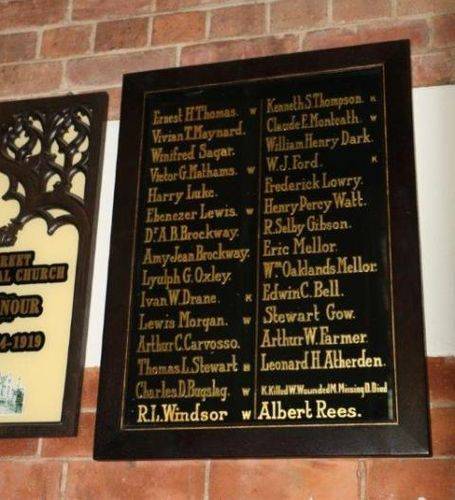 RKET
AL CHURCH
NOUR
4-1919
Ernest H Thomas. W
Vivian T. Maynard.
Winifred Sagar.
Victor G. Mathams. W
Harry Luke.
Ebenezer Lewis. W
Dr. A B. Brockway.
Amy Jean Brockway.
Lyulph G. Oxley.
Ivan W. Drane. K
Lewis Morgan. W
Arthur C. Carvosso.
Thomas L. Stewart
Charles D. Bugslag. W
R.L. Windsor W
Kenneth S. Thompson. K
Claude E. Monteath. W
William Henry Dark.
W. J. Ford. K
Frederick Lowry.
Henry Percy Watt.
R. Selby Gibson.
Eric Mellor.
Wm Oaklands Mellor.
Edwin C. Bell.
Stewart Gow.
Arthur W. Farmer.
Leonard H. Atherden.
K. Killed W. Wounded M. Missing D. Died
Albert Rees.